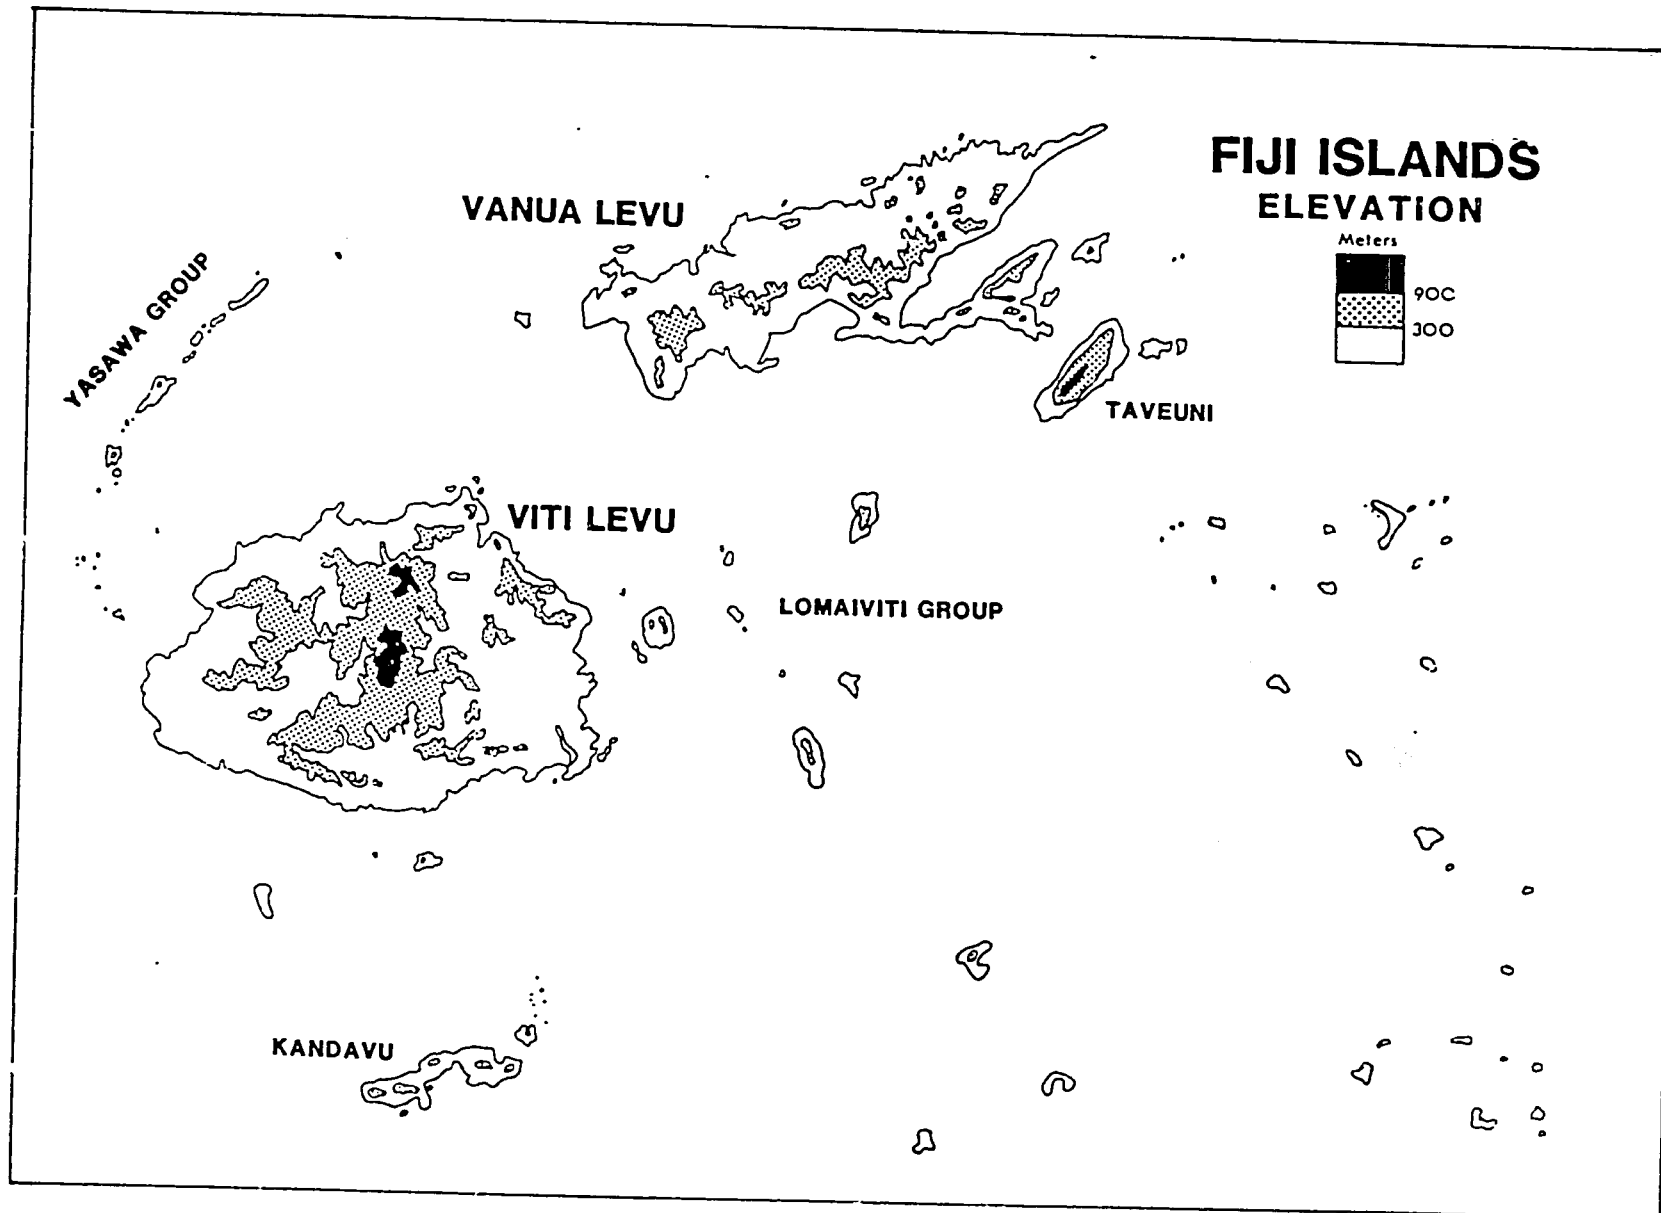 FIJI ISLANDS
ELEVATION
Meters
90C
300
VANUA LEVU
YASAWA GROUP
TAVEUNI
VITI LEVU
LOMAIVITI GROUP
KANDAVU